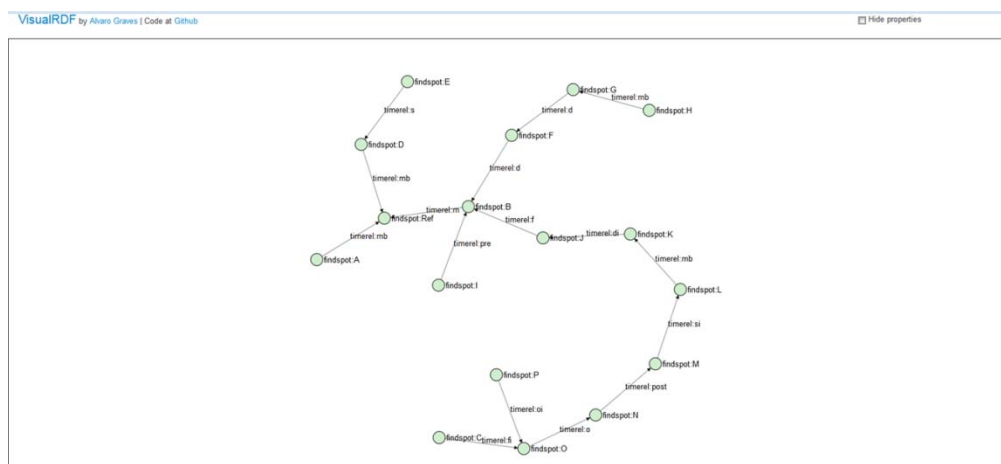 VisualRDF by Alvaro Graves | Code at Github
Hide properties
findspot:E
findspot:G
timerel:mb
timerel:s
timerel:d
findspot:H
findspot:F
findspot:D
timerel:d
timerel:mb
findspot:B
timerel:m
findspot:Ref
timerel:f
timerel:di
findspot:K
timerel:mb
timerel:pre
findspot:J
findspot:A
timerel:mb
findspot:I
findspot:L
timerel:si
findspot:M
findspot:P
timerel:post
timerel:oi
findspot:N
timerel:o
findspot:C
timerel:fi
findspot:O